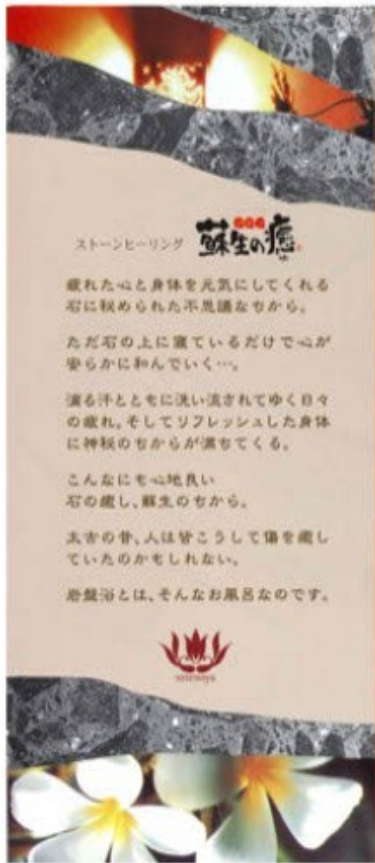 ストーンヒーリング 蘇生の癒
疲れた心と身体を元気にしてくれる
石に秘められた不思議なちから。
ただ石の上に寝ているだけで心が
安らかに和んでいく…。
滴る汗とともに洗い流されてゆく日々
の疲れ。そしてリフレッシュした身体
に神秘のちからが満ちてくる。
こんなにも心地良い
石の癒し、蘇生のちから。
太古の昔、人は皆こうして傷を癒し
ていたのかもしれない。
岩盤浴とは、そんなお風呂なのです。